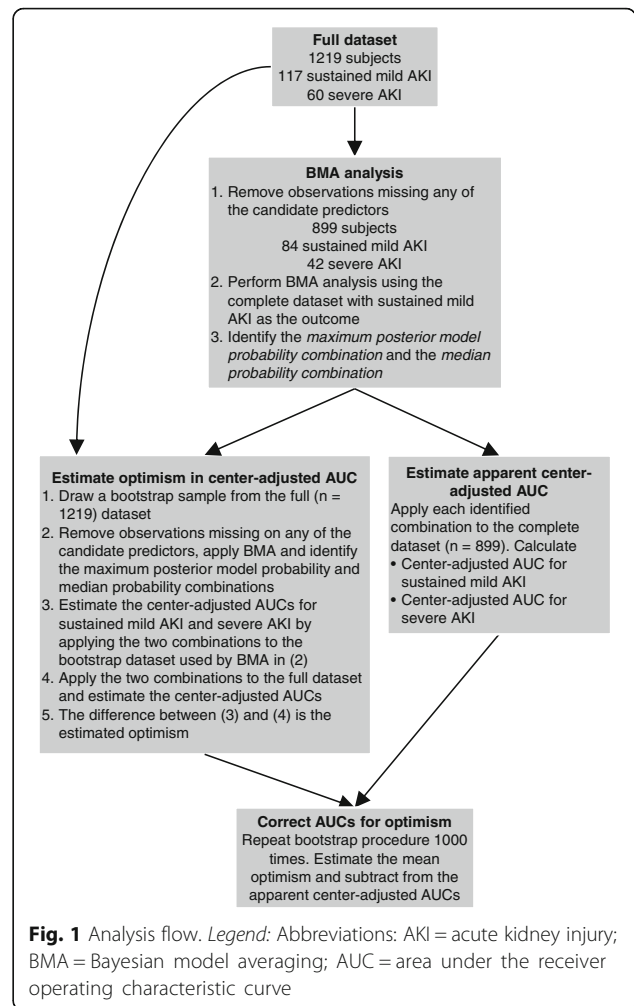 Full dataset
1219 subjects
117 sustained mild AKI
60 severe AKI
BMA analysis
1. Remove observations missing any of
the candidate predictors
899 subjects
84 sustained mild AKI
42 severe AKI
2. Perform BMA analysis using the
complete dataset with sustained mild
AKI as the outcome
3. Identify the maximum posterior model
probability combination and the median
probability combination
Estimate optimism in center-adjusted AUC
1. Draw a bootstrap sample from the full (n =
1219) dataset
2. Remove observations missing on any of the
candidate predictors, apply BMA and identify
the maximum posterior model probability and
median probability combinations
3. Estimate the center-adjusted AUCs for
sustained mild AKI and severe AKI by
applying the two combinations to the
bootstrap dataset used by BMA in (2)
4. Apply the two combinations to the full dataset
and estimate the center-adjusted AUCs
5. The difference between (3) and (4) is the
estimated optimism
Estimate apparent center-
adjusted AUC
Apply each identified
combination to the complete
dataset (n = 899). Calculate
• Center-adjusted AUC for
sustained mild AKI
• Center-adjusted AUC for
severe AKI
Correct AUCs for optimism
Repeat bootstrap procedure 1000
times. Estimate the mean
optimism and subtract from the
apparent center-adjusted AUCs
Fig. 1 Analysis flow. Legend: Abbreviations: AKI = acute kidney injury;
BMA = Bayesian model averaging; AUC = area under the receiver
operating characteristic curve